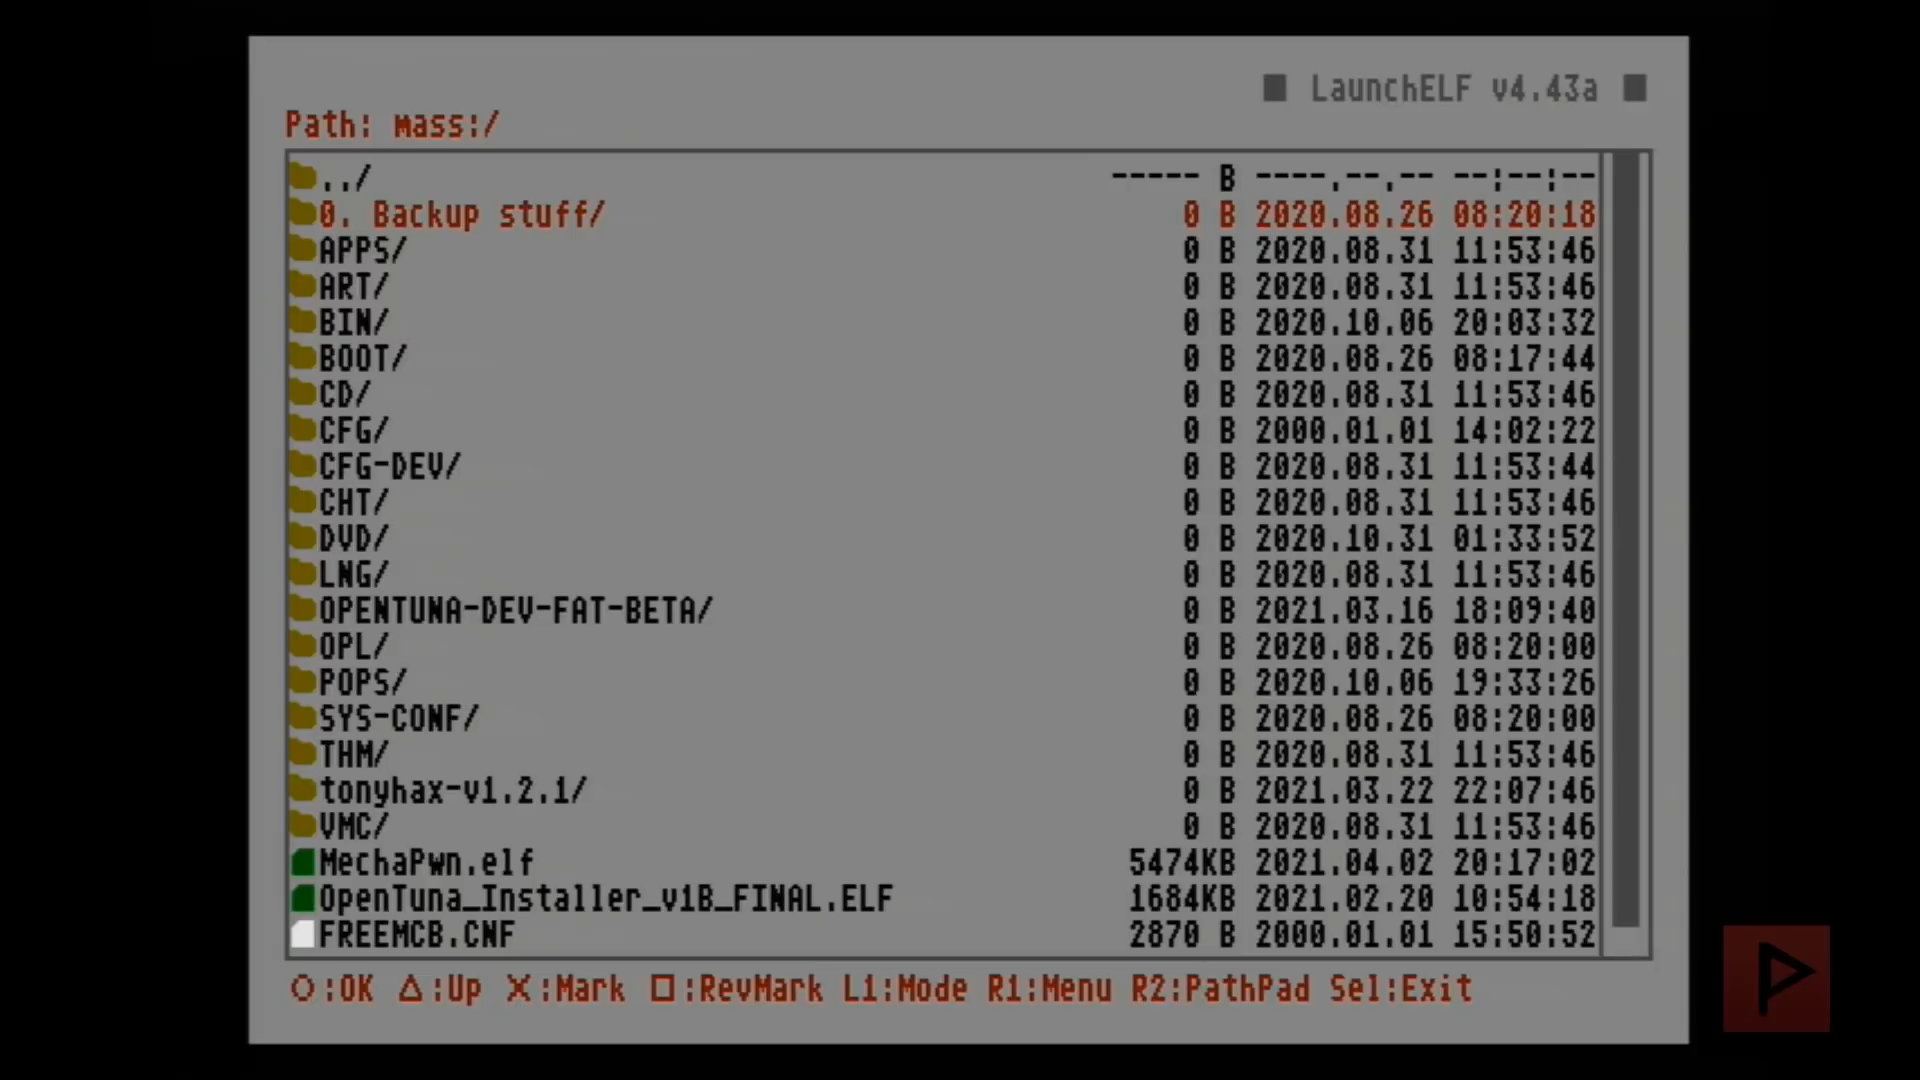 LaunchELF v4.43a
Path: mass:/
../ ----- B ----.--.-- --:--:--
0. Backup stuff/ 0 B 2020.08.26 08:20:18
APPS/ 0 B 2020.08.31 11:53:46
ART/ 0 B 2020.08.31 11:53:46
BIN/ 0 B 2020.10.06 20:03:32
BOOT/ 0 B 2020.08.26 08:17:44
CD/ 0 B 2020.08.31 11:53:46
CFG/ 0 B 2000.01.01 14:02:22
CFG-DEV/ 0 B 2020.08.31 11:53:44
CHT/ 0 B 2020.08.31 11:53:46
DVD/ 0 B 2020.10.31 01:33:52
LNG/ 0 B 2020.08.31 11:53:46
OPENTUNA-DEV-FAT-BETA/ 0 B 2021.03.16 18:09:40
OPL/ 0 B 2020.08.26 08:20:00
POPS/ 0 B 2020.10.06 19:33:26
SYS-CONF/ 0 B 2020.08.26 08:20:00
THM/ 0 B 2020.08.31 11:53:46
tonyhax-v1.2.1/ 0 B 2021.03.22 22:07:46
VMC/ 0 B 2020.08.31 11:53:46
MechaPwn.elf 5474KB 2021.04.02 20:17:02
OpenTuna_Installer_v1B_FINAL.ELF 1684KB 2021.02.20 10:54:18
FREEMCB.CNF 2870 B 2000.01.01 15:50:52
○:OK △:Up ×:Mark □:RevMark L1:Mode R1:Menu R2:PathPad Sel:Exit